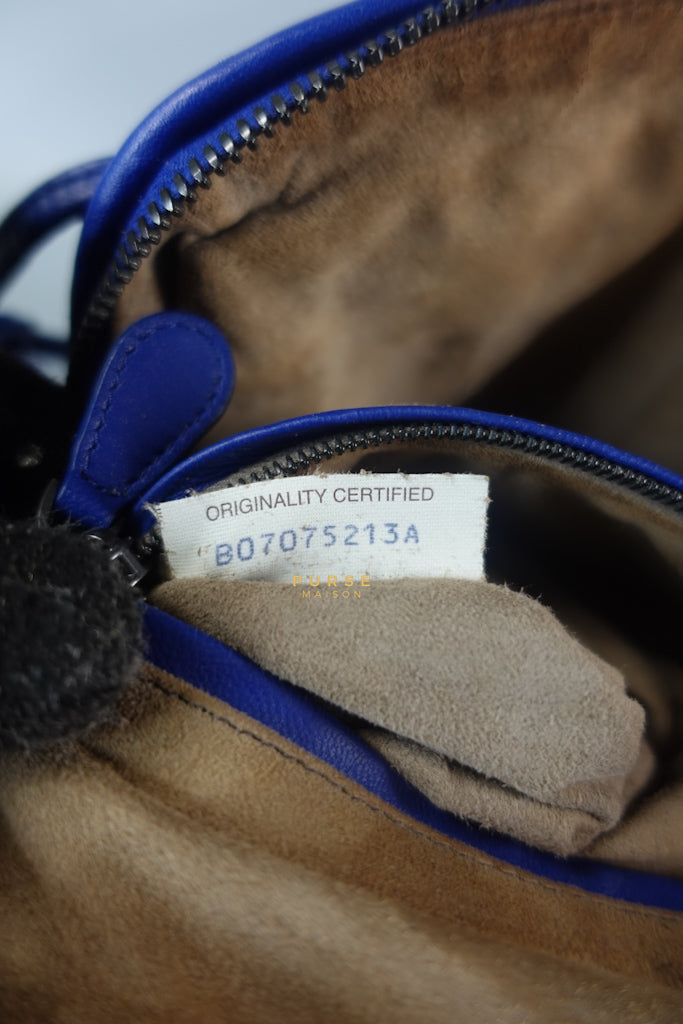 ORIGINALITY CERTIFIED
B07075213A
PURSE
MAISON